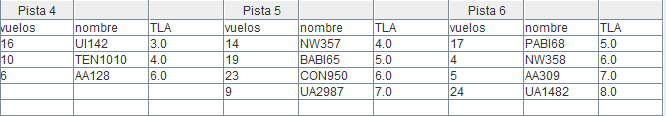 Pista 4 Pista 5 Pista 6
vuelos nombre TLA vuelos nombre TLA vuelos nombre TLA
16 UI142 3.0 14 NW357 4.0 17 PABI68 5.0
10 TEN1010 4.0 19 BABI65 5.0 4 NW358 6.0
6 AA128 6.0 23 CON950 6.0 5 AA309 7.0
9 UA2987 7.0 24 UA1482 8.0